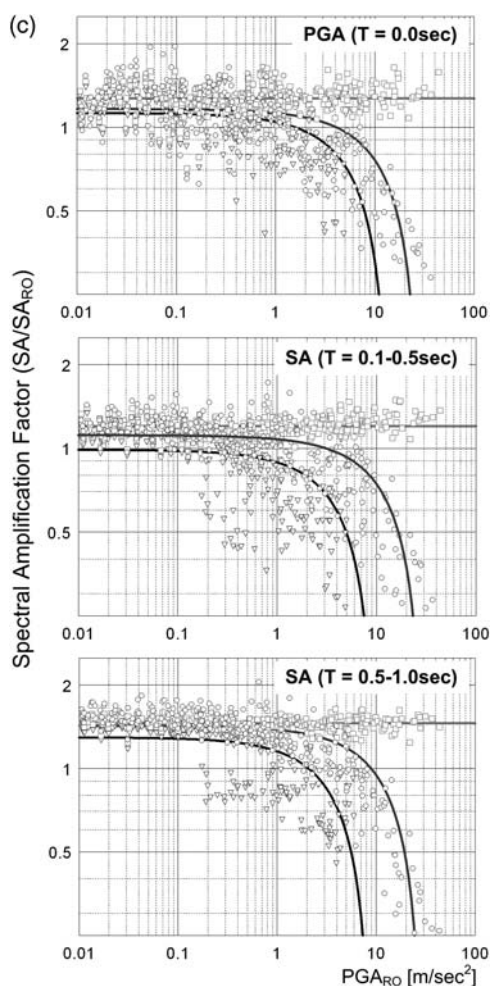 (c)
PGA (T = 0.0sec)
2
1
0.5
0.01 0.1 1 10 100
SA (T = 0.1-0.5sec)
2
1
0.5
0.01 0.1 1 10 100
SA (T = 0.5-1.0sec)
2
1
0.5
0.01 0.1 1 10 100
Spectral Amplification Factor (SA/SA_RO)
PGA_RO [m/sec²]